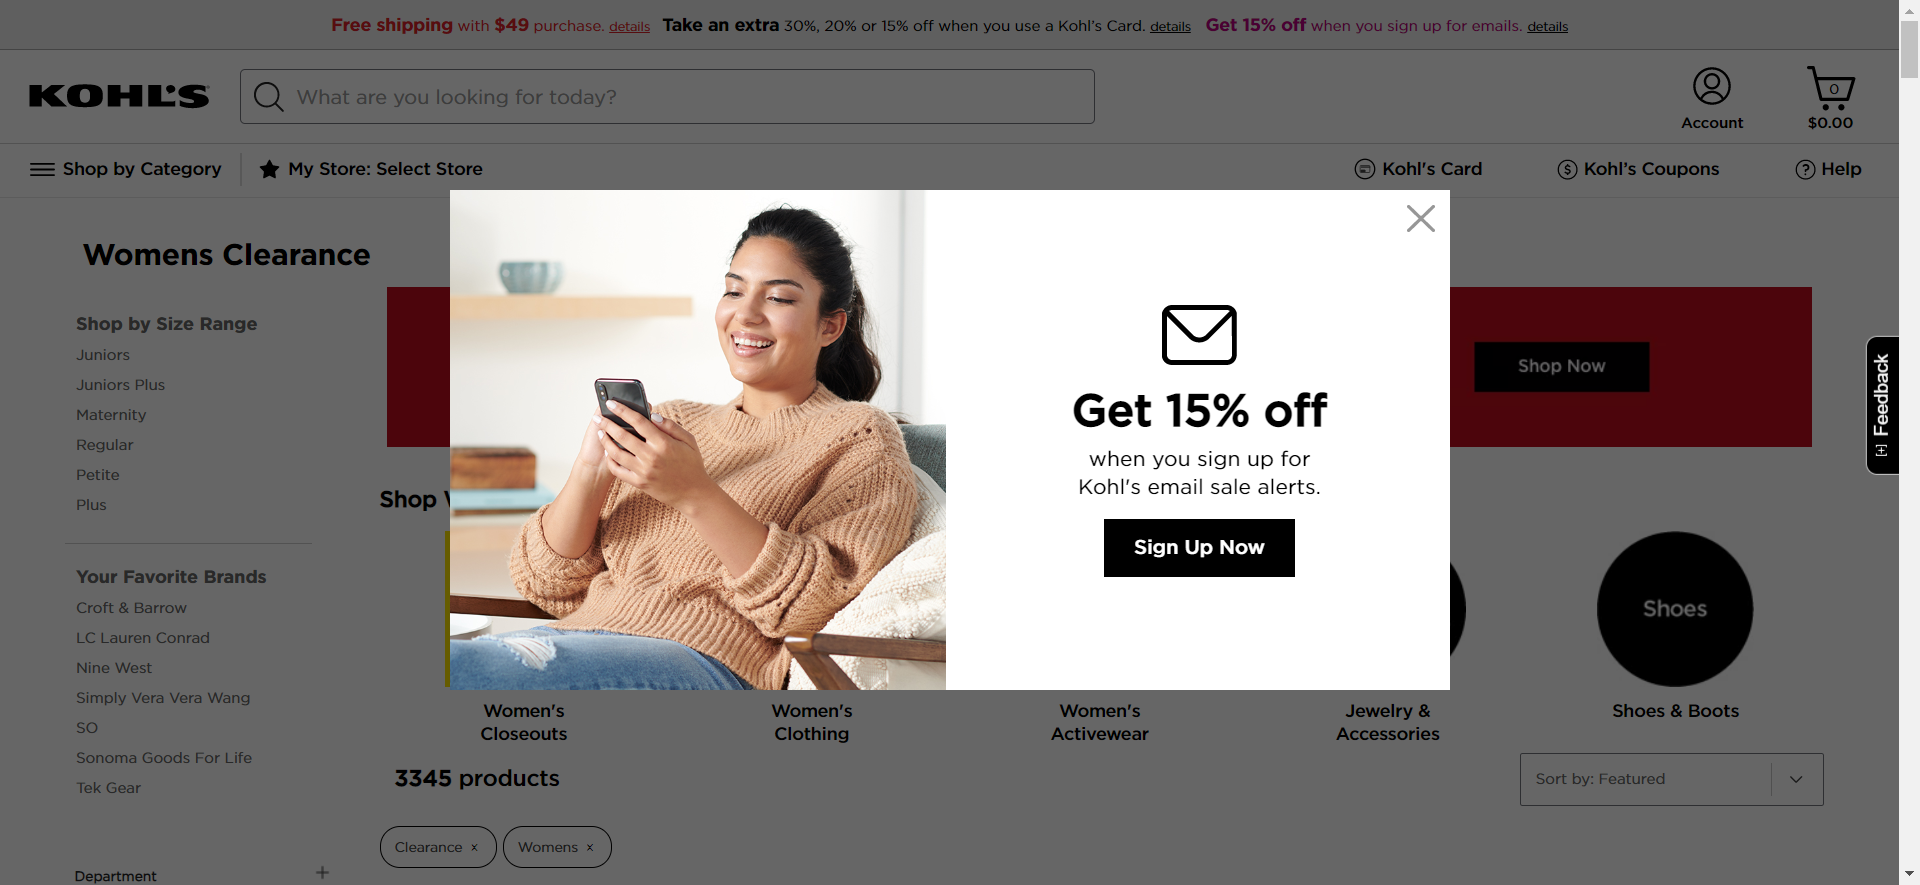 Free shipping with $49 purchase. details Take an extra 30%, 20% or 15% off when you use a Kohl's Card. details Get 15% off when you sign up for emails. details
KOHL'S
What are you looking for today?
Account
0
$0.00
Shop by Category
My Store: Select Store
Kohl's Card
Kohl's Coupons
Help
Womens Clearance
Shop by Size Range
Juniors
Juniors Plus
Maternity
Regular
Petite
Plus
Your Favorite Brands
Croft & Barrow
LC Lauren Conrad
Nine West
Simply Vera Vera Wang
SO
Sonoma Goods For Life
Tek Gear
Department
Get 15% off
when you sign up for
Kohl's email sale alerts.
Sign Up Now
Shop Now
[+] Feedback
Shop
Shoes
Women's
Closeouts
Women's
Clothing
Women's
Activewear
Jewelry &
Accessories
Shoes & Boots
3345 products
Sort by: Featured
Clearance ×
Womens ×